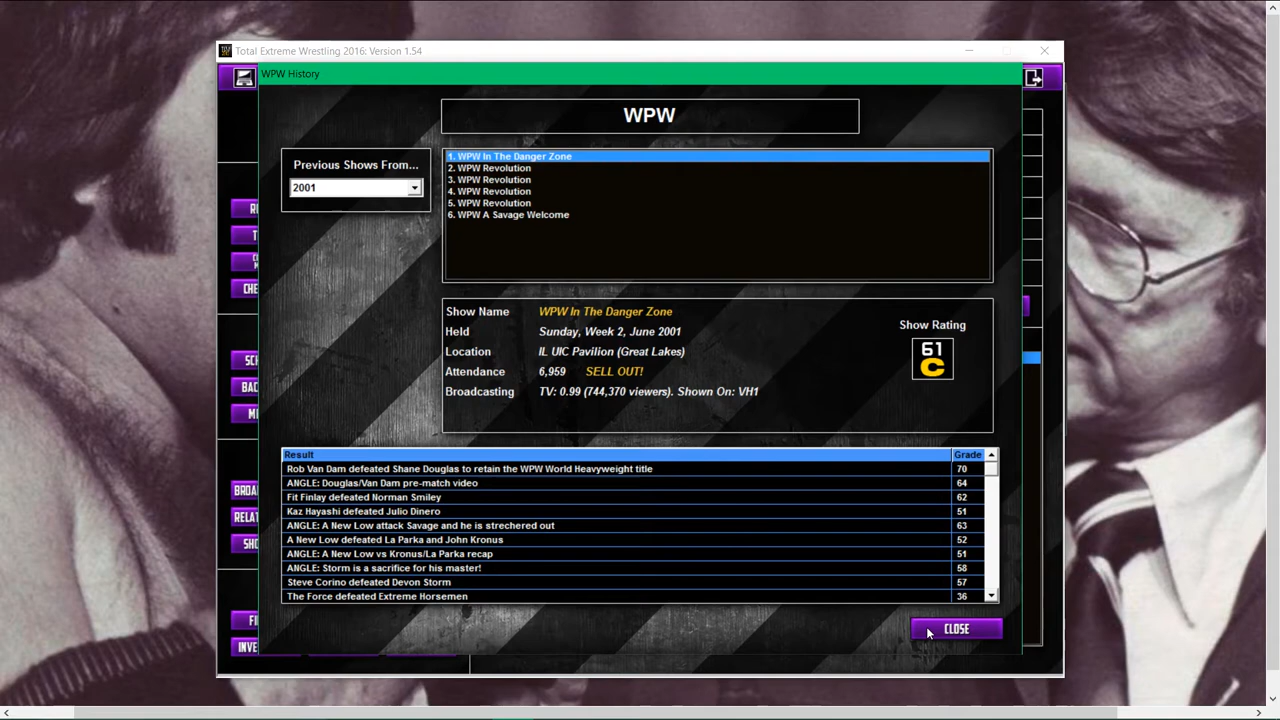 Total Extreme Wrestling 2016: Version 1.54
WPW History
WPW
Previous Shows From...
2001
1. WPW In The Danger Zone
2. WPW Revolution
3. WPW Revolution
4. WPW Revolution
5. WPW Revolution
6. WPW A Savage Welcome
Show Name WPW In The Danger Zone
Held Sunday, Week 2, June 2001
Location IL UIC Pavilion (Great Lakes)
Attendance 6,959 SELL OUT!
Broadcasting TV: 0.99 (744,370 viewers). Shown On: VH1
Show Rating
61
C
Result Grade
Rob Van Dam defeated Shane Douglas to retain the WPW World Heavyweight title 70
ANGLE: Douglas/Van Dam pre-match video 64
Fit Finlay defeated Norman Smiley 62
Kaz Hayashi defeated Julio Dinero 51
ANGLE: A New Low attack Savage and he is strechered out 63
A New Low defeated La Parka and John Kronus 52
ANGLE: A New Low vs Kronus/La Parka recap 51
ANGLE: Storm is a sacrifice for his master! 58
Steve Corino defeated Devon Storm 57
The Force defeated Extreme Horsemen 36
CLOSE
CHE
SCH
BAC
BROA
RELA
SHO
INVE